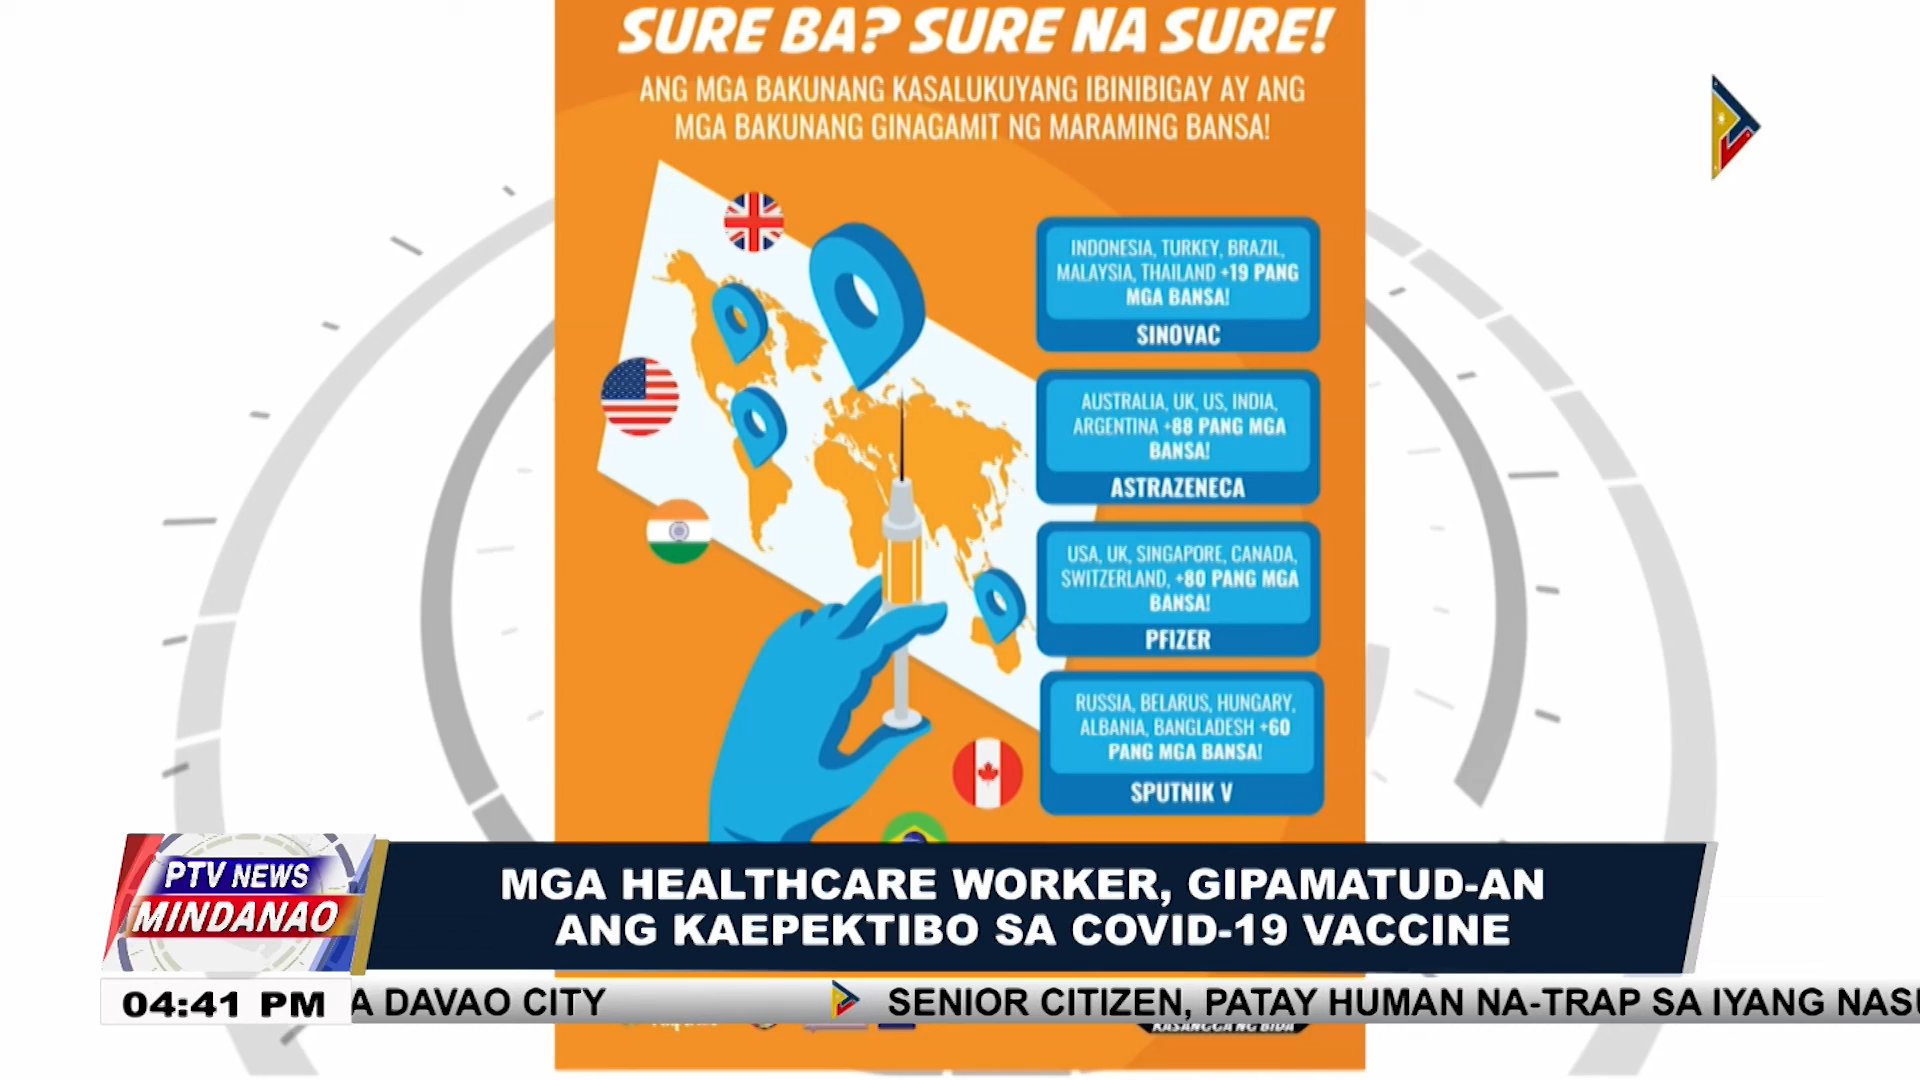 SURE BA? SURE NA SURE!
ANG MGA BAKUNANG KASALUKUYANG IBINIBIGAY AY ANG
MGA BAKUNANG GINAGAMIT NG MARAMING BANSA!
INDONESIA, TURKEY, BRAZIL,
MALAYSIA, THAILAND +19 PANG
MGA BANSA!
SINOVAC
AUSTRALIA, UK, US, INDIA,
ARGENTINA +88 PANG MGA
BANSA!
ASTRAZENECA
USA, UK, SINGAPORE, CANADA,
SWITZERLAND, +80 PANG MGA
BANSA!
PFIZER
RUSSIA, BELARUS, HUNGARY,
ALBANIA, BANGLADESH +60
PANG MGA BANSA!
SPUTNIK V
PTV NEWS
MINDANAO
MGA HEALTHCARE WORKER, GIPAMATUD-AN
ANG KAEPEKTIBO SA COVID-19 VACCINE
04:41 PM
A DAVAO CITY
SENIOR CITIZEN, PATAY HUMAN NA-TRAP SA IYANG NASU
KASANGGA NG BIDA